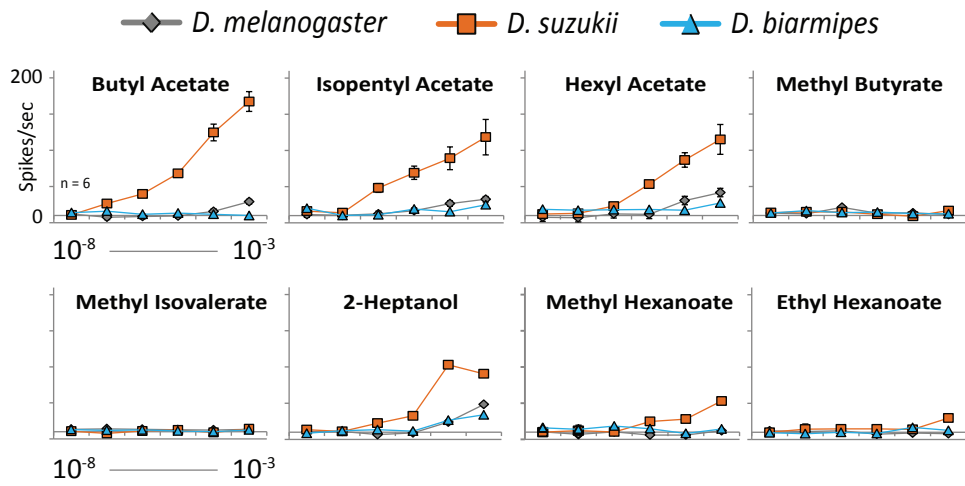 D. melanogaster D. suzukii D. biarmipes
200 Butyl Acetate Isopentyl Acetate Hexyl Acetate Methyl Butyrate
Spikes/sec
n = 6
0
10-8 10-3
Methyl Isovalerate 2-Heptanol Methyl Hexanoate Ethyl Hexanoate
10-8 10-3